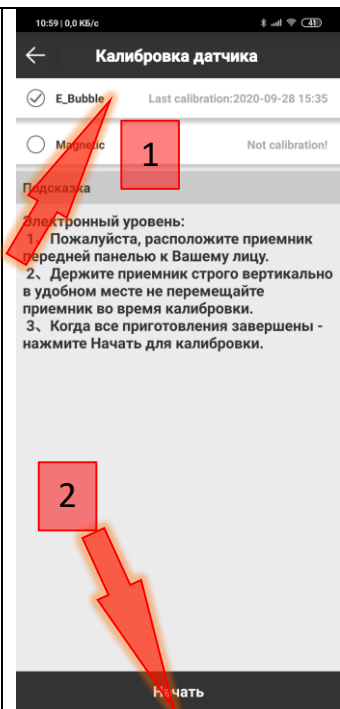 10:59 | 0,0 КБ/с 41
Калибровка датчика
E_Bubble Last calibration:2020-09-28 15:35
Magnetic Not calibration!
1
Подсказка
Электронный уровень:
1、Пожалуйста, расположите приемник
передней панелью к Вашему лицу.
2、Держите приемник строго вертикально
в удобном месте не перемещайте
приемник во время калибровки.
3、Когда все приготовления завершены -
нажмите Начать для калибровки.
2
Начать